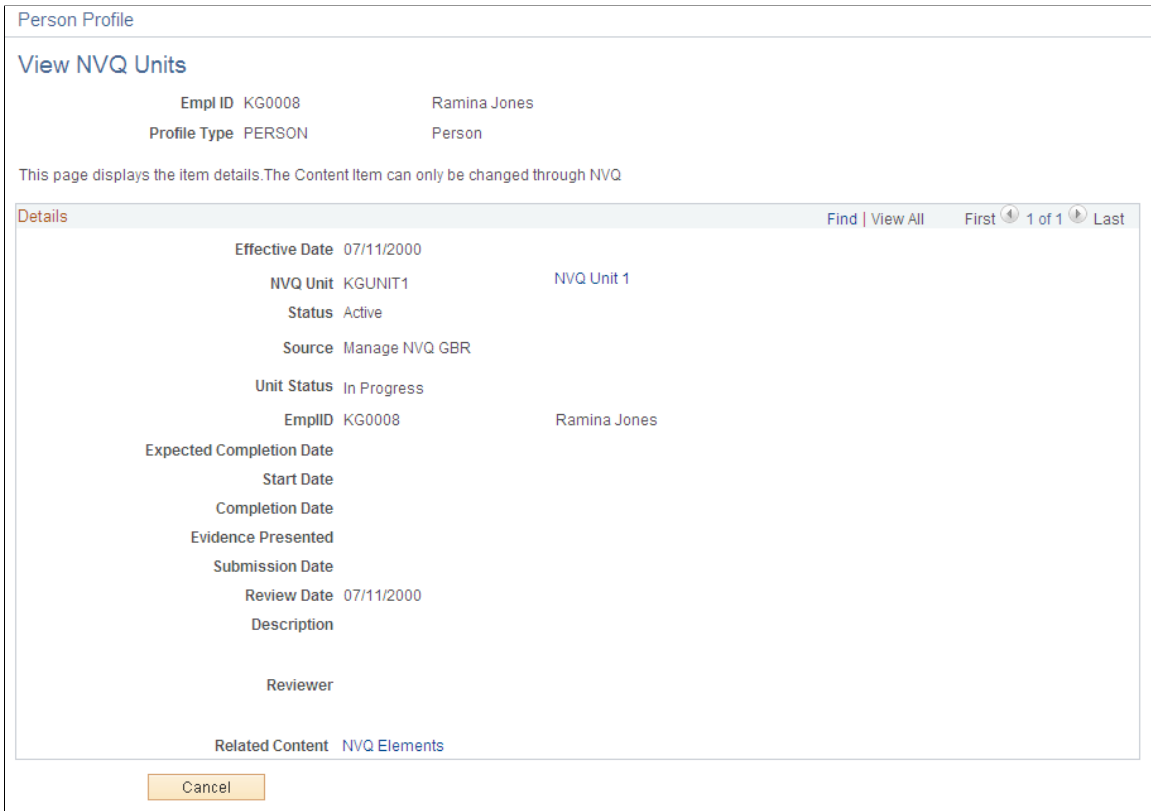 Person Profile
View NVQ Units
Empl ID KG0008 Ramina Jones
Profile Type PERSON Person
This page displays the item details.The Content Item can only be changed through NVQ
Details Find | View All First 1 of 1 Last
Effective Date 07/11/2000
NVQ Unit KGUNIT1 NVQ Unit 1
Status Active
Source Manage NVQ GBR
Unit Status In Progress
EmplID KG0008 Ramina Jones
Expected Completion Date
Start Date
Completion Date
Evidence Presented
Submission Date
Review Date 07/11/2000
Description
Reviewer
Related Content NVQ Elements
Cancel